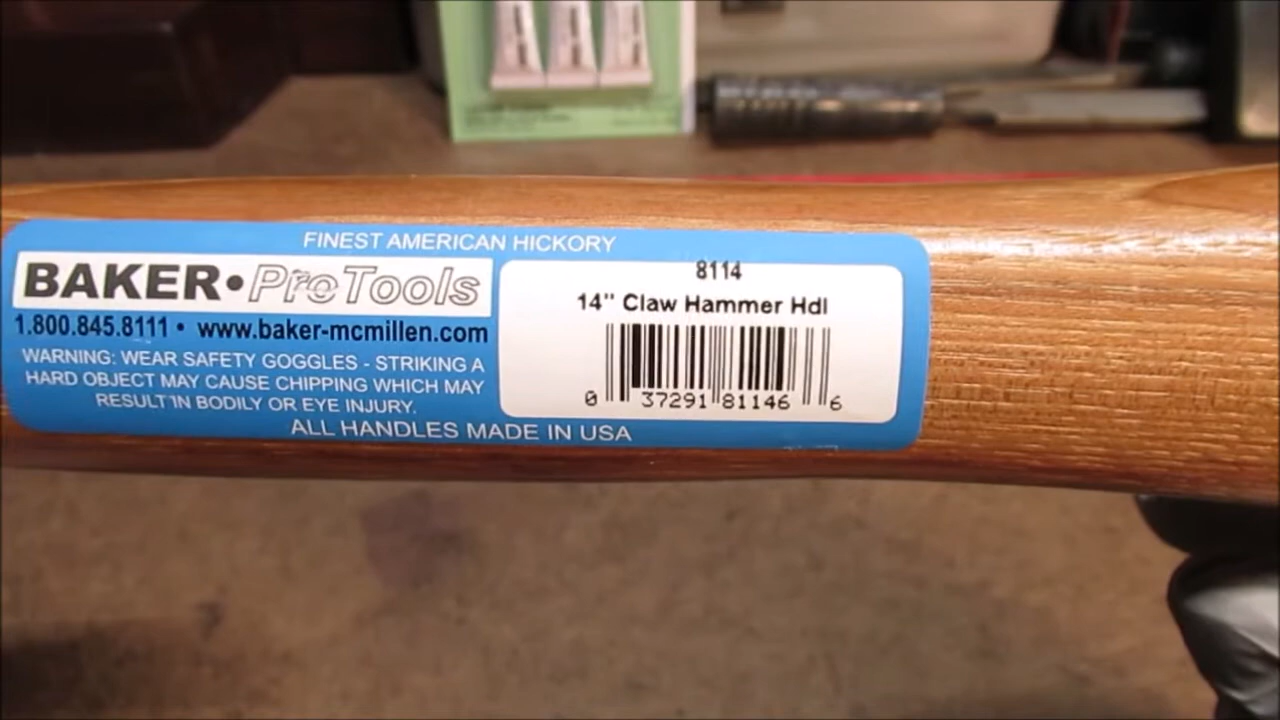 FINEST AMERICAN HICKORY
BAKER•ProTools
1.800.845.8111 • www.baker-mcmillen.com
WARNING: WEAR SAFETY GOGGLES - STRIKING A
HARD OBJECT MAY CAUSE CHIPPING WHICH MAY
RESULT IN BODILY OR EYE INJURY.
ALL HANDLES MADE IN USA
8114
14" Claw Hammer Hdl
0 37291 81146 6